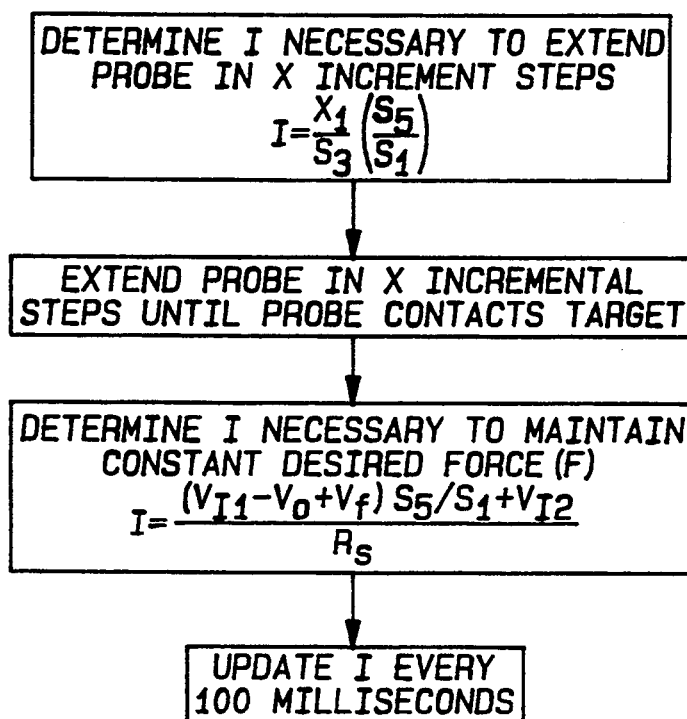 DETERMINE I NECESSARY TO EXTEND
PROBE IN X INCREMENT STEPS
I=X1/S3(S5/S1)
EXTEND PROBE IN X INCREMENTAL
STEPS UNTIL PROBE CONTACTS TARGET
DETERMINE I NECESSARY TO MAINTAIN
CONSTANT DESIRED FORCE (F)
I=(VI1-V0+Vf) S5/S1+VI2/RS
UPDATE I EVERY
100 MILLISECONDS